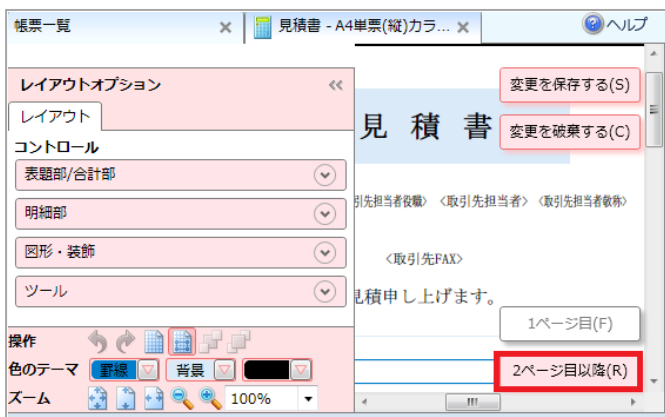 帳票一覧
見積書 - A4単票(縦)カラ...
ヘルプ
レイアウトオプション
レイアウト
コントロール
表題部/合計部
明細部
図形・装飾
ツール
操作
色のテーマ 罫線 背景
ズーム 100%
変更を保存する(S)
見 積 書
変更を破棄する(C)
引先担当者役職〉 〈取引先担当者〉 〈取引先担当者敬称〉
〈取引先FAX〉
見積申し上げます。
1ページ目(F)
2ページ目以降(R)